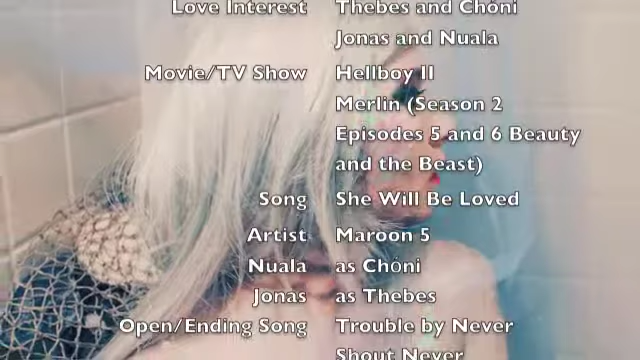 Love Interest Thebes and Chóni
Jonas and Nuala
Movie/TV Show Hellboy II
Merlin (Season 2
Episodes 5 and 6 Beauty
and the Beast)
Song She Will Be Loved
Artist Maroon 5
Nuala as Chóni
Jonas as Thebes
Open/Ending Song Trouble by Never
Shout Never